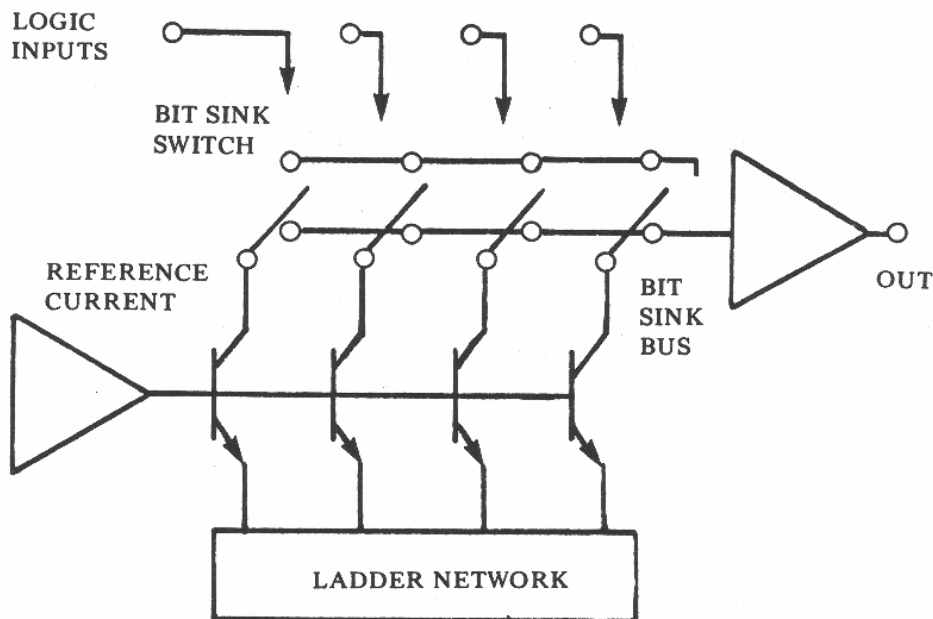 LOGIC
INPUTS
BIT SINK
SWITCH
REFERENCE
CURRENT
BIT
SINK
BUS
OUT
LADDER NETWORK